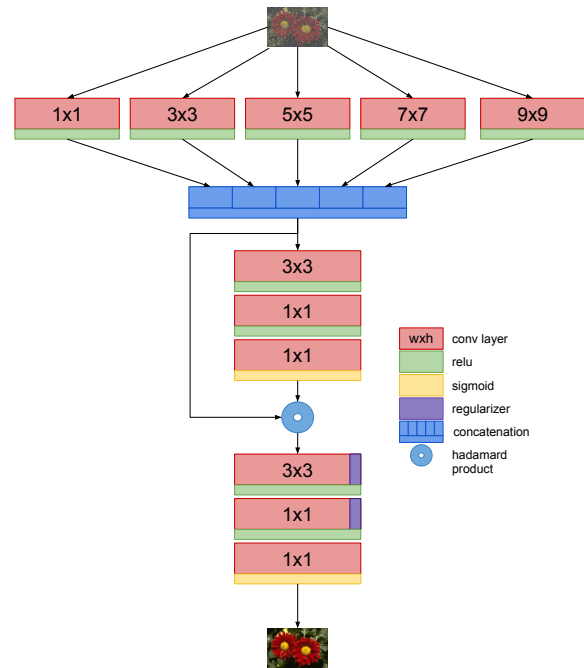 1x1
3x3
5x5
7x7
9x9
3x3
1x1
1x1
wxh
conv layer
relu
sigmoid
regularizer
concatenation
hadamard
product
3x3
1x1
1x1